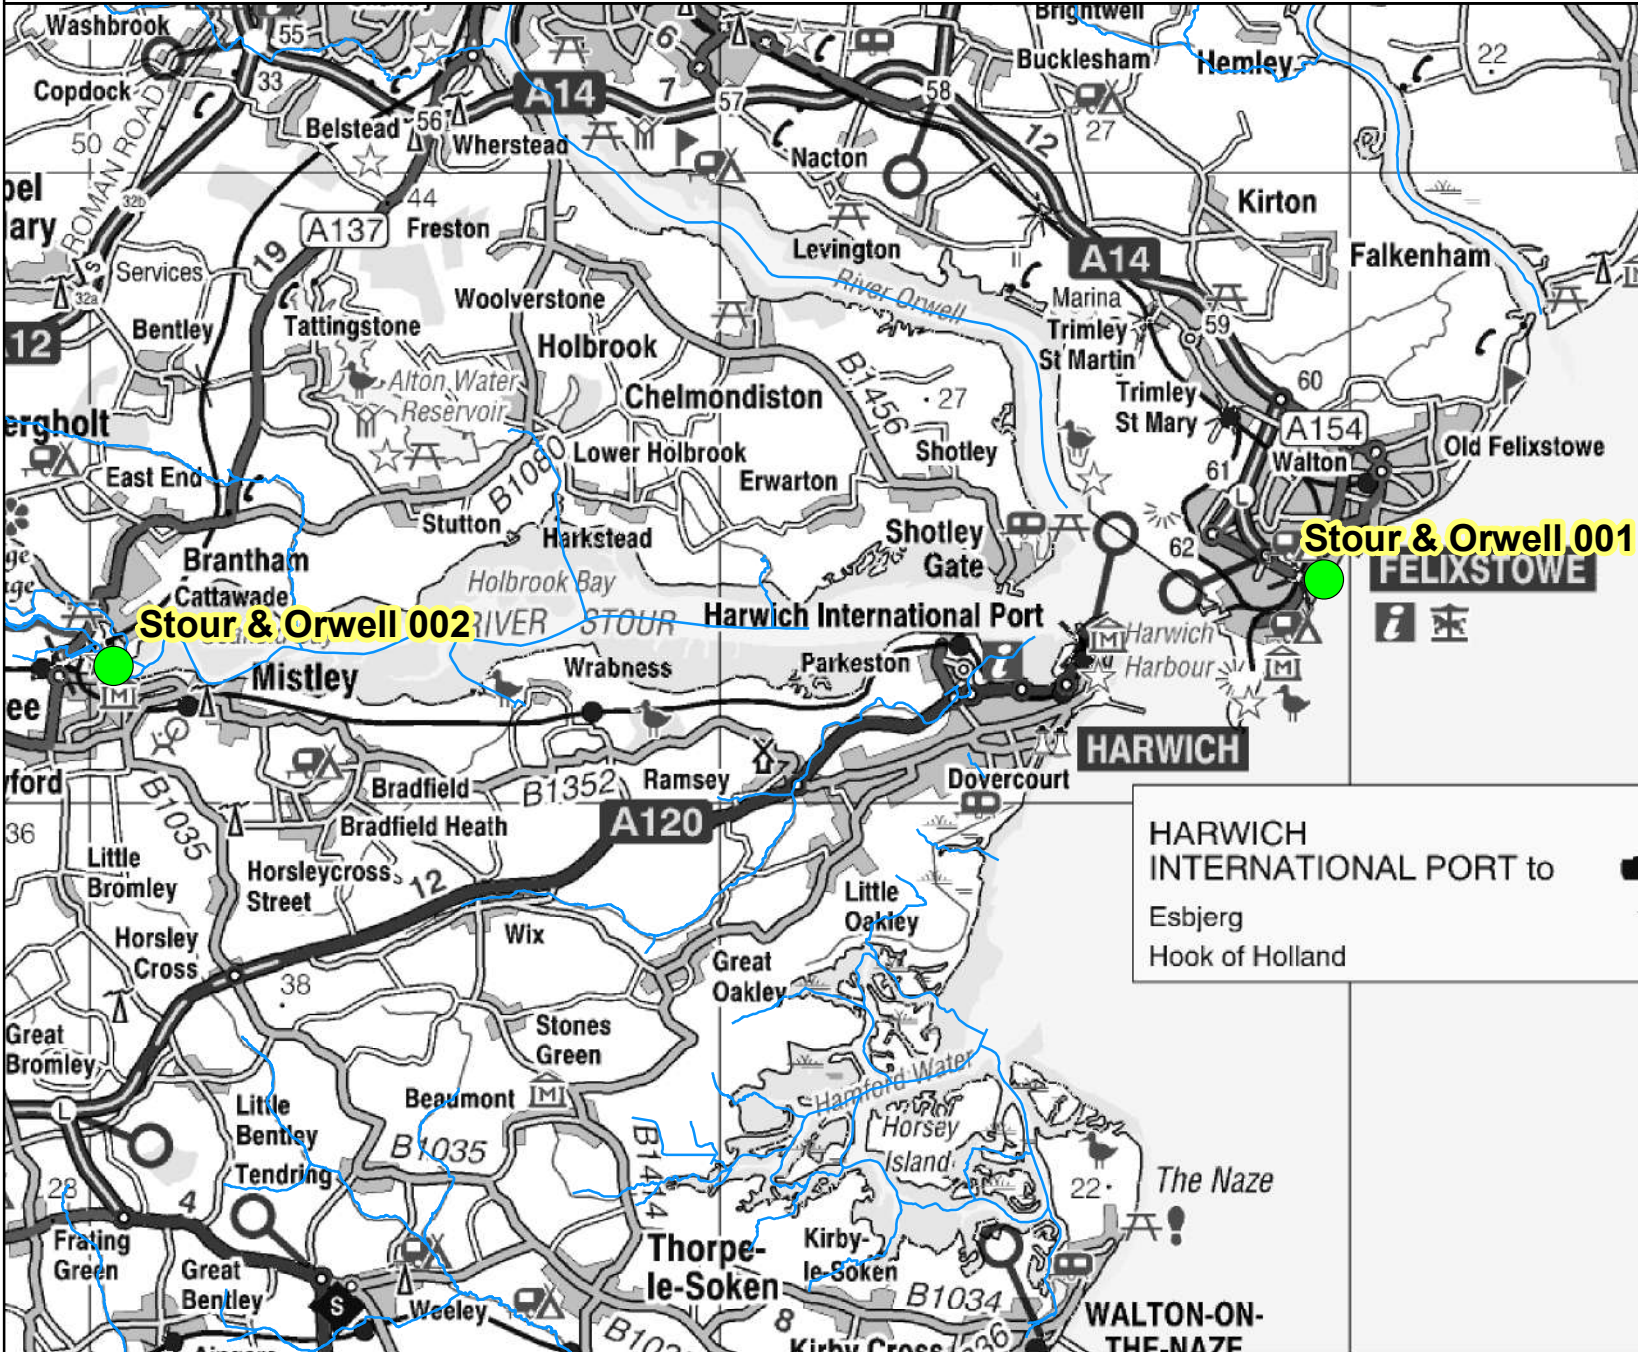 Washbrook
55
6
Brightwell
Hemley
22
Bucklesham
Copdock
33
A14
7
57
58
27
50
Belstead
56
Wherstead
12
Nacton
ROMAN ROAD
32b
44
A137
Freston
Kirton
Levington
A14
Falkenham
Services
19
32a
River Orwell
Marina
Woolverstone
Bentley
Tattingstone
Trimley
St Martin
59
12
Holbrook
Alton Water
Reservoir
Chelmondiston
B1456
27
60
Trimley
St Mary
A154
ergholt
East End
B1080
Lower Holbrook
Shotley
Walton
Old Felixstowe
61
L
Erwarton
Stutton
Harkstead
Shotley
Gate
62
Stour & Orwell 001
FELIXSTOWE
i
Brantham
Cattawade
Holbrook Bay
Stour & Orwell 002
RIVER STOUR
Harwich International Port
Harwich
Harbour
M
Mistley
Wrabness
Parkeston
i
HARWICH
Bradfield
B1352
Ramsey
Dovercourt
B1035
A120
Bradfield Heath
36
Little
Bromley
Horsleycross
Street
12
Little
Oakley
HARWICH
INTERNATIONAL PORT to
Esbjerg
Hook of Holland
Wix
Horsley
Cross
Great
Oakley
38
Great
Bromley
Stones
Green
Hamford Water
Beaumont
M
L
Little
Bentley
B1035
B1414
Horsey
Island
Tendring
28
4
22
The Naze
Frating
Green
Great
Bentley
Thorpe-
le-Soken
Kirby-
le-Soken
S
Weeley
B1034
8
WALTON-ON-
THE-NAZE
Kirby Cross